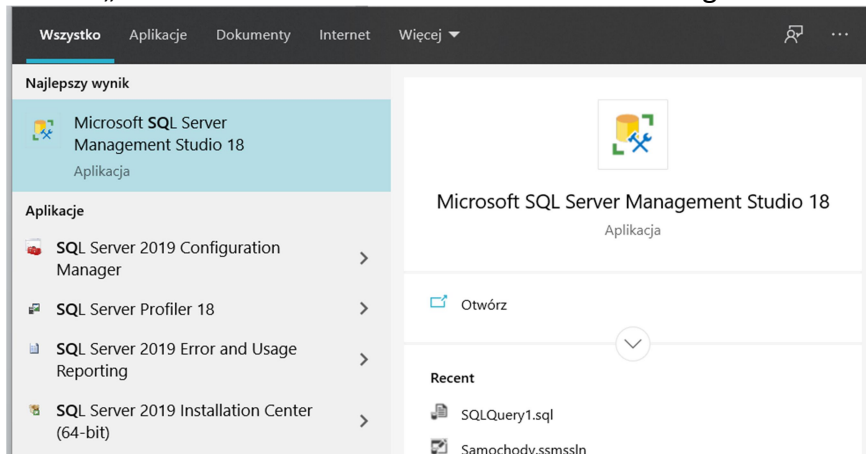 Wszystko Aplikacje Dokumenty Internet Więcej
Najlepszy wynik
Microsoft SQL Server
Management Studio 18
Aplikacja
Aplikacje
SQL Server 2019 Configuration
Manager
SQL Server Profiler 18
SQL Server 2019 Error and Usage
Reporting
SQL Server 2019 Installation Center
(64-bit)
Microsoft SQL Server Management Studio 18
Aplikacja
Otwórz
Recent
SQLQuery1.sql
Samochody.ssmssln